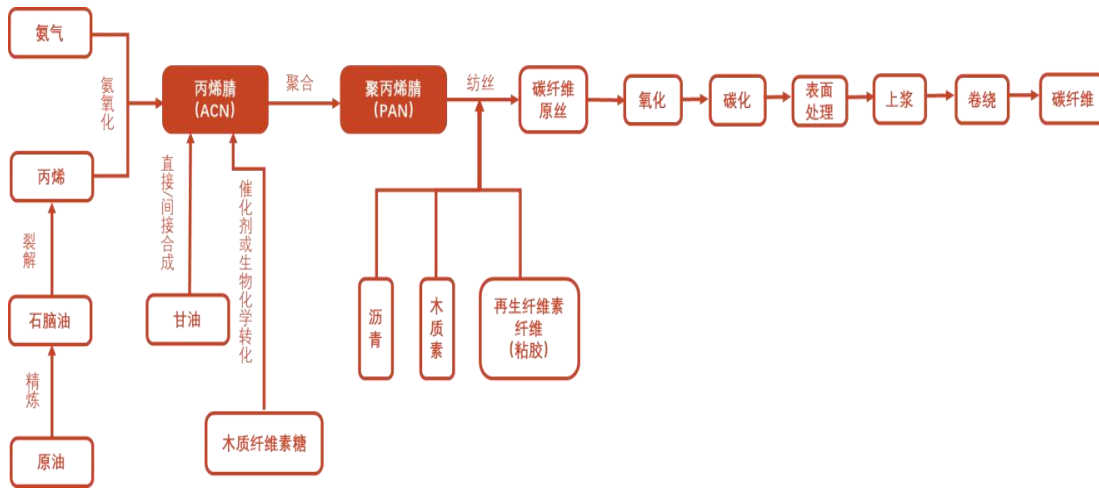 氨气
氨氧化
丙烯
裂解
石脑油
精炼
原油
丙烯腈
(ACN)
聚合
聚丙烯腈
(PAN)
纺丝
碳纤维
原丝
氧化
碳化
表面
处理
上浆
卷绕
碳纤维
直接/间接合成
甘油
催化剂或生物化学转化
木质纤维素糖
沥青
木质素
再生纤维素
纤维
(粘胶)